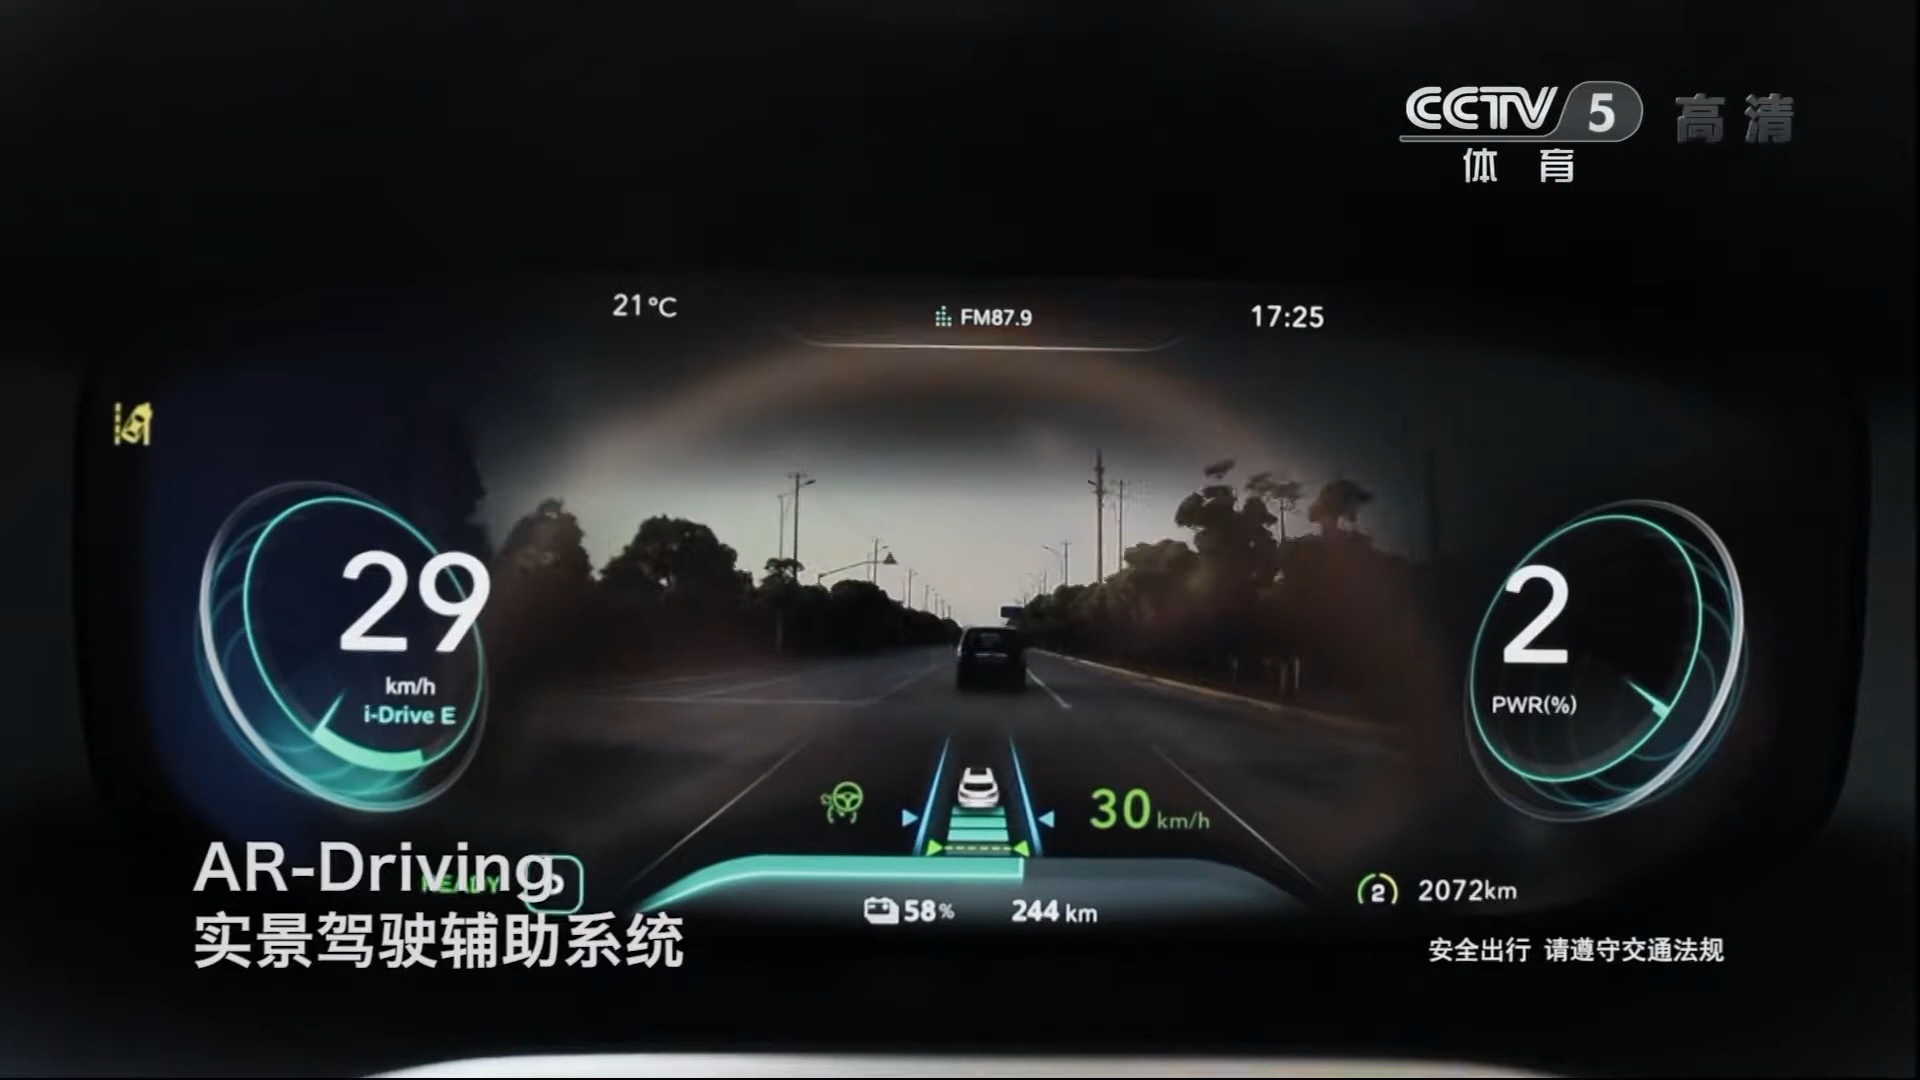 CCTV 5 高清
体育
21°C
FM87.9
17:25
29
km/h
i-Drive E
2
PWR(%)
30 km/h
READY
AR-Driving
实景驾驶辅助系统
58%
244 km
2 2072km
安全出行 请遵守交通法规